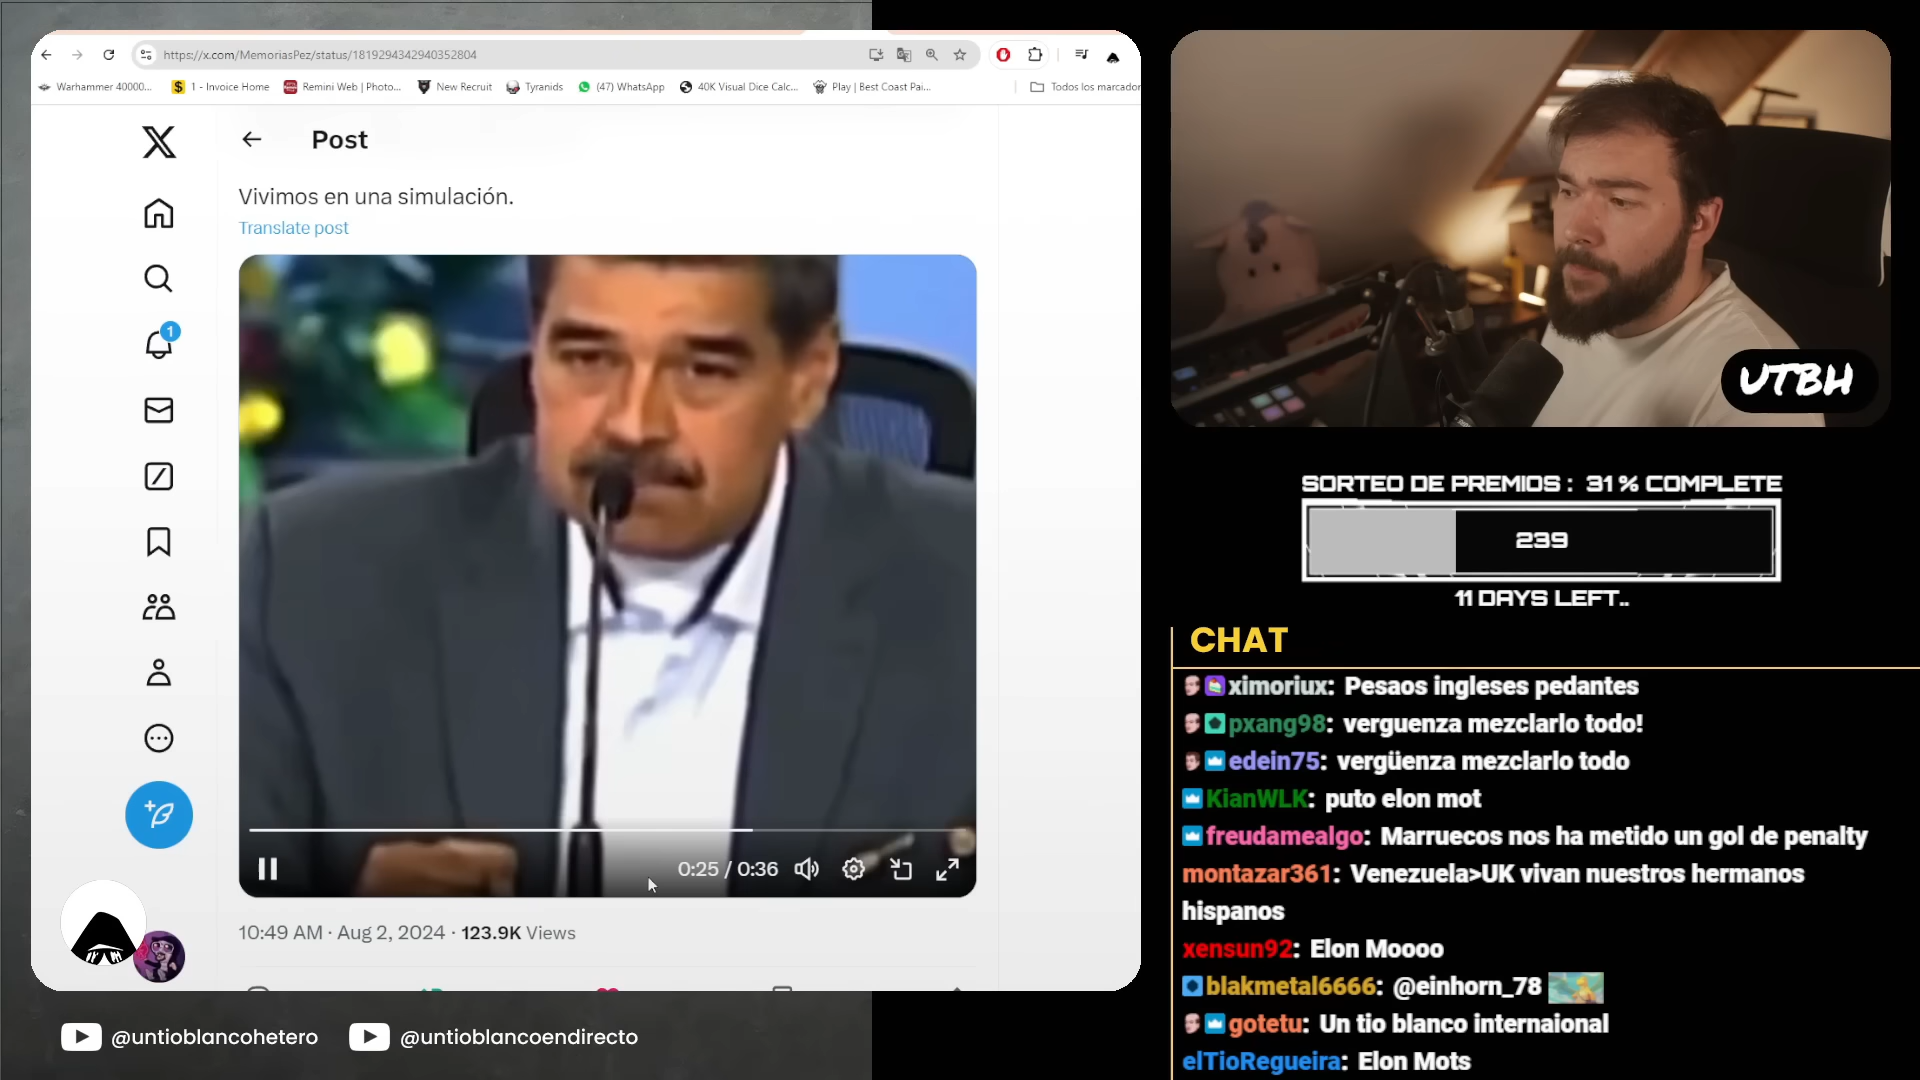 https://x.com/MemoriasPez/status/1819294342940352804
Warhammer 40000...
1 - Invoice Home
Remini Web | Photo...
New Recruit
Tyranids
(47) WhatsApp
40K Visual Dice Calc...
Play | Best Coast Pai...
Todos los marcador
Post
Vivimos en una simulación.
Translate post
1
0:25 / 0:36
10:49 AM · Aug 2, 2024 · 123.9K Views
@untioblancohetero
@untioblancoendirecto
UTBH
SORTEO DE PREMIOS : 31% COMPLETE
239
11 DAYS LEFT..
CHAT
ximoriux: Pesaos ingleses pedantes
pxang98: verguenza mezclarlo todo!
edein75: vergüenza mezclarlo todo
KianWLK: puto elon mot
freudamealgo: Marruecos nos ha metido un gol de penalty
montazar361: Venezuela>UK vivan nuestros hermanos
hispanos
xensun92: Elon Moooo
blakmetal6666: @einhorn_78
gotetu: Un tio blanco internaional
elTioRegueira: Elon Mots